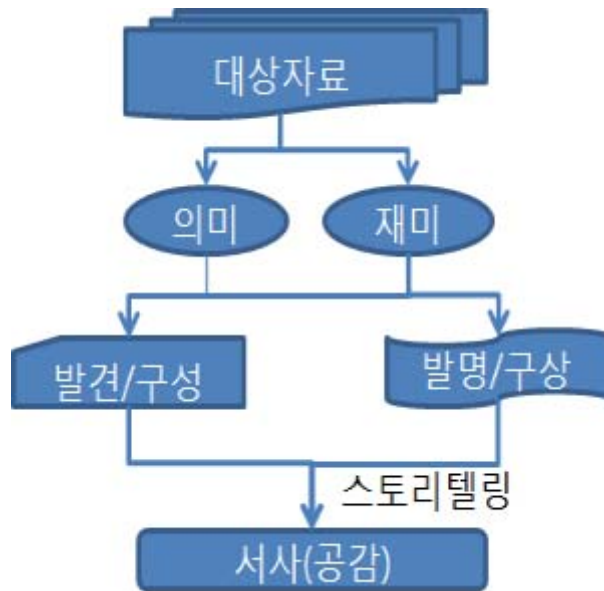 대상자료
의미
재미
발견/구성
발명/구상
스토리텔링
서사(공감)